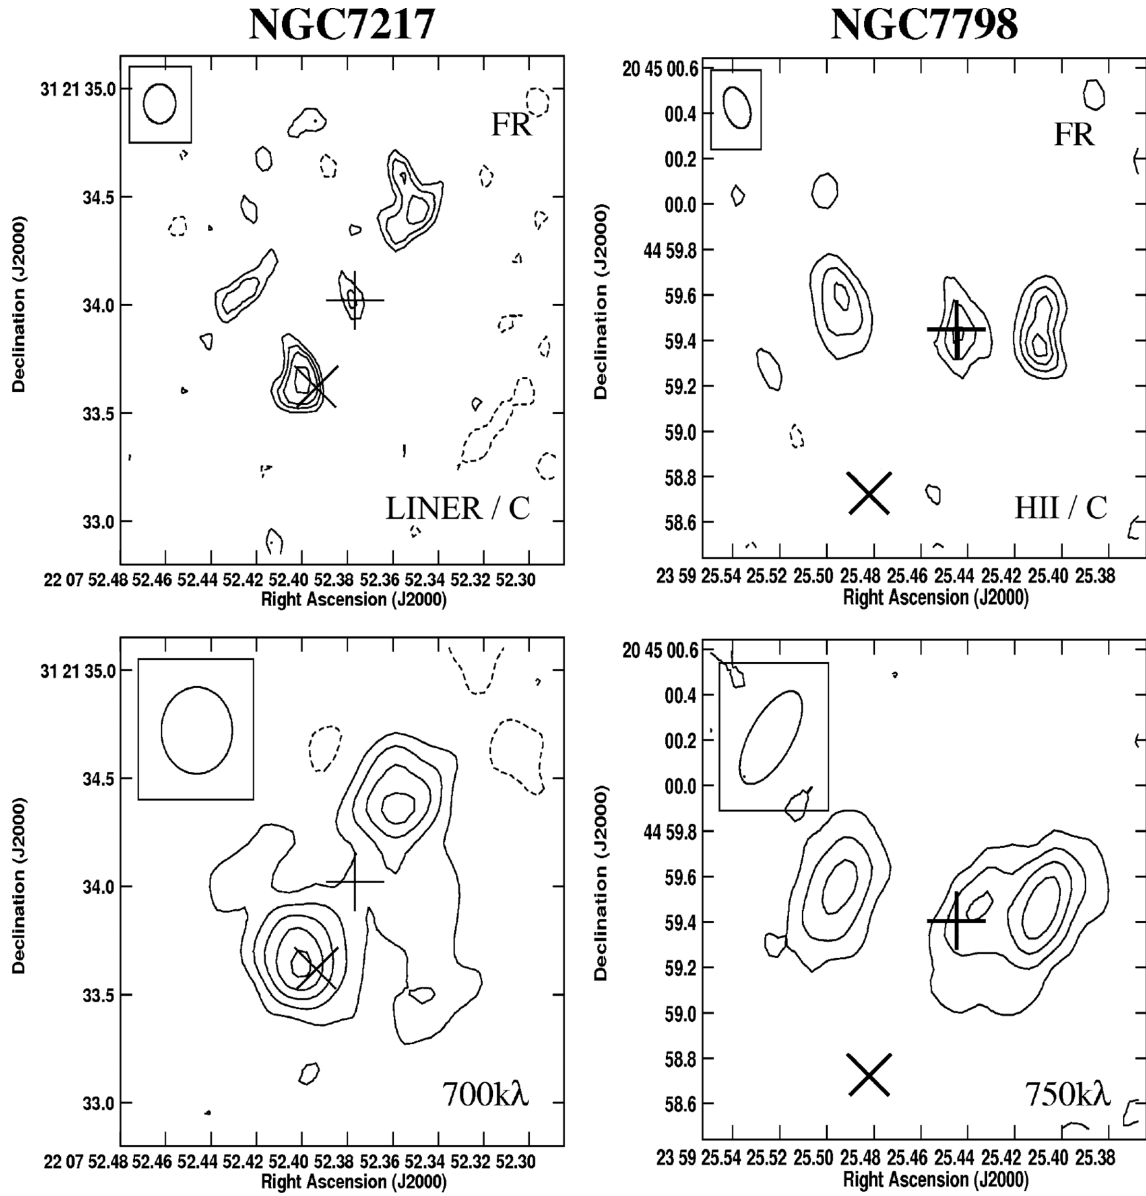 NGC7217
NGC7798
31 21 35.0
34.5
34.0
33.5
33.0
Declination (J2000)
FR
LINER / C
22 07 52.48 52.46 52.44 52.42 52.40 52.38 52.36 52.34 52.32 52.30
Right Ascension (J2000)
20 45 00.6
00.4
00.2
00.0
44 59.8
59.6
59.4
59.2
59.0
58.8
58.6
Declination (J2000)
FR
HII / C
23 59 25.54 25.52 25.50 25.48 25.46 25.44 25.42 25.40 25.38
Right Ascension (J2000)
31 21 35.0
34.5
34.0
33.5
33.0
Declination (J2000)
700kλ
22 07 52.48 52.46 52.44 52.42 52.40 52.38 52.36 52.34 52.32 52.30
Right Ascension (J2000)
20 45 00.6
00.4
00.2
00.0
44 59.8
59.6
59.4
59.2
59.0
58.8
58.6
Declination (J2000)
750kλ
23 59 25.54 25.52 25.50 25.48 25.46 25.44 25.42 25.40 25.38
Right Ascension (J2000)